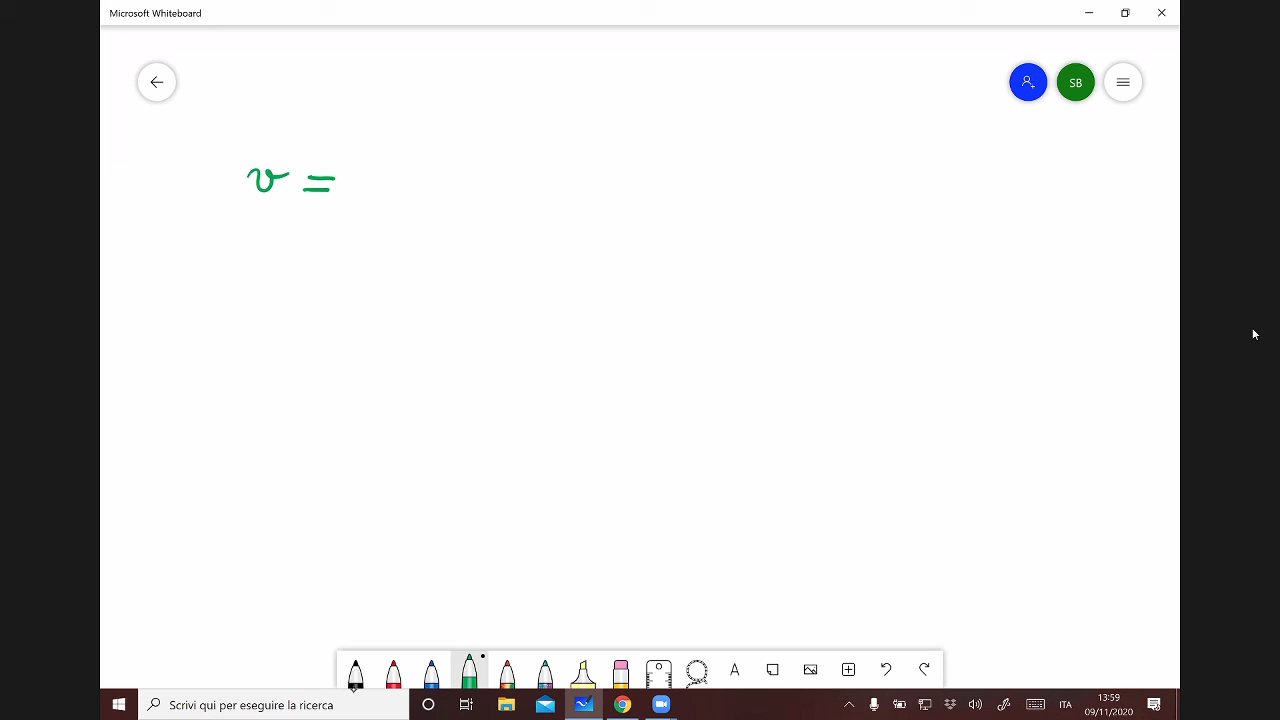 Microsoft Whiteboard
SB
v =
A
Scrivi qui per eseguire la ricerca
ITA
13:59
09/11/2020